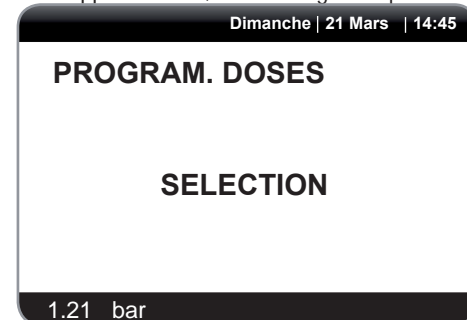 Dimanche | 21 Mars | 14:45
PROGRAM. DOSES
SELECTION
1.21 bar